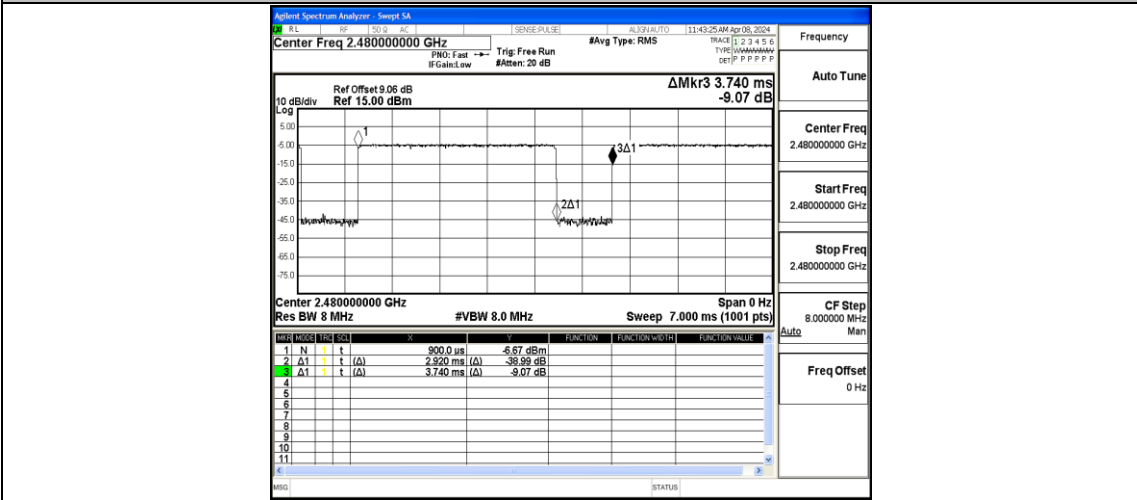 Agilent Spectrum Analyzer - Swept SA
RL RF 50 Ω AC SENSE:PULSE ALIGN AUTO 11:43:25 AM Apr 08, 2024
Center Freq 2.480000000 GHz #Avg Type: RMS TRACE 1 2 3 4 5 6
PNO: Fast Trig: Free Run TYPE
IFGain:Low #Atten: 20 dB DET P P P P P P
Frequency
Auto Tune
Center Freq
2.480000000 GHz
Start Freq
2.480000000 GHz
Stop Freq
2.480000000 GHz
CF Step
8.000000 MHz
Auto Man
Freq Offset
0 Hz
ΔMkr3 3.740 ms
-9.07 dB
Ref Offset 9.06 dB
10 dB/div Ref 15.00 dBm
Log
5.00
-5.00
-15.0
-25.0
-35.0
-45.0
-55.0
-65.0
-75.0
1
3Δ1
2Δ1
Center 2.480000000 GHz Span 0 Hz
Res BW 8 MHz #VBW 8.0 MHz Sweep 7.000 ms (1001 pts)
MKR MODE TRC SCL X Y FUNCTION FUNCTION WIDTH FUNCTION VALUE
1 N 1 t 900.0 us -6.67 dBm
2 Δ1 1 t (Δ) 2.920 ms (Δ) -38.99 dB
3 Δ1 1 t (Δ) 3.740 ms (Δ) -9.07 dB
4
5
6
7
8
9
10
11
MSG STATUS